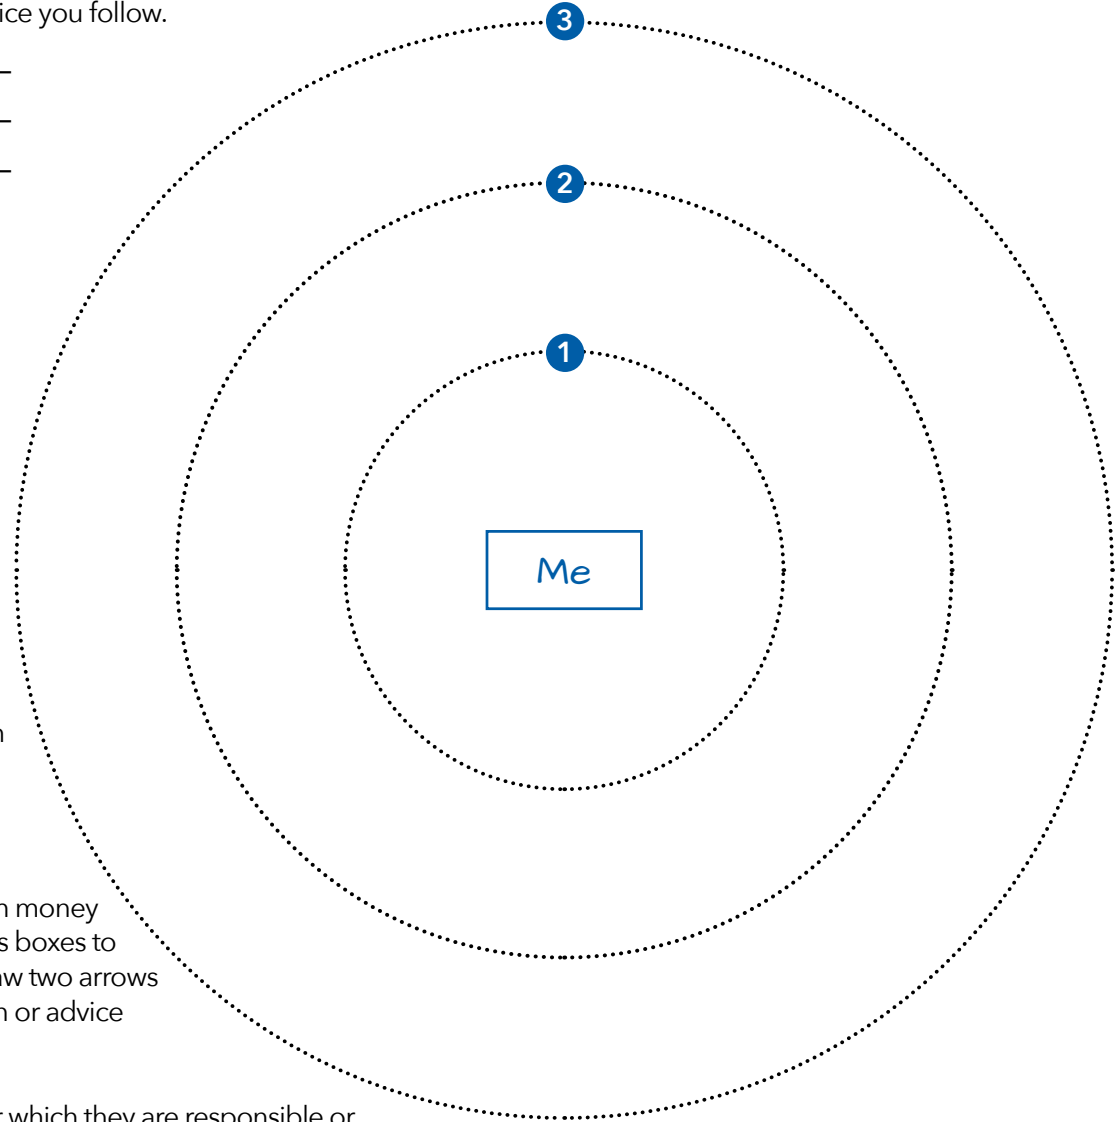 ice you follow.
3
2
1
Me
n
n money
s boxes to
aw two arrows
n or advice
r which they are responsible or